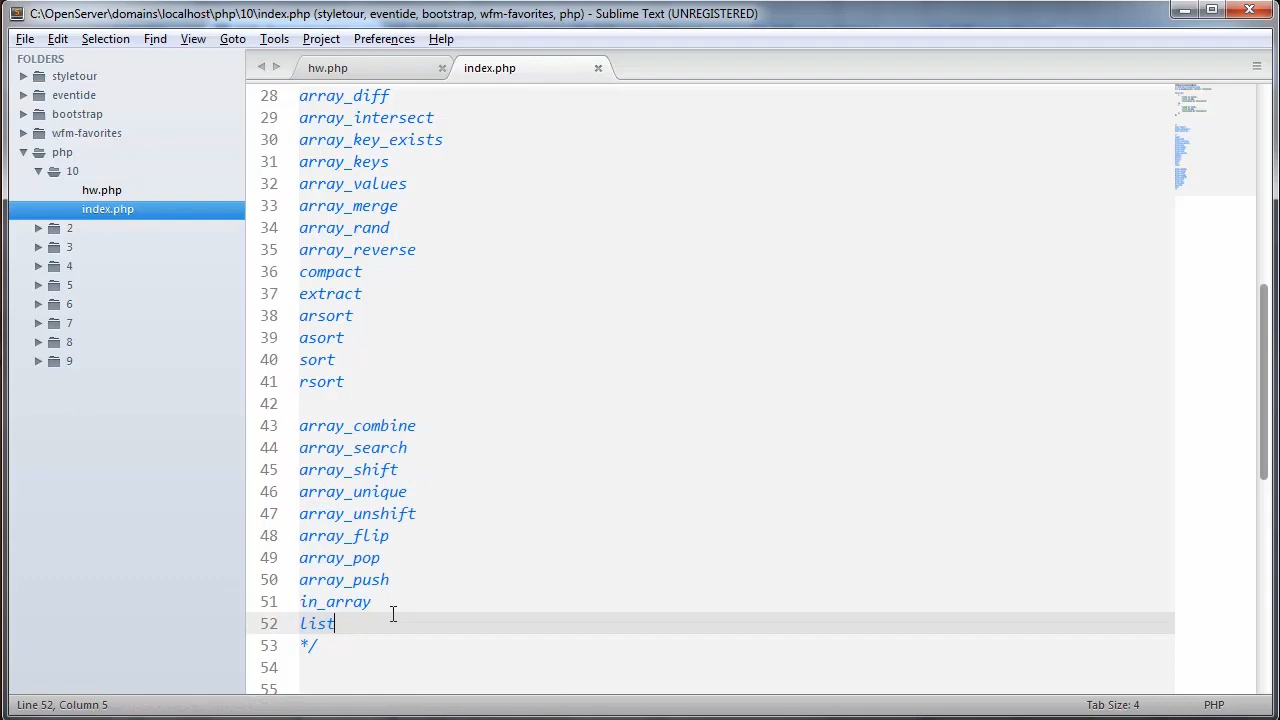 C:\OpenServer\domains\localhost\php\10\index.php (styletour, eventide, bootstrap, wfm-favorites, php) - Sublime Text (UNREGISTERED)
File Edit Selection Find View Goto Tools Project Preferences Help
FOLDERS
styletour
eventide
bootstrap
wfm-favorites
php
10
hw.php
index.php
2
3
4
5
6
7
8
9
hw.php index.php
28 array_diff
29 array_intersect
30 array_key_exists
31 array_keys
32 array_values
33 array_merge
34 array_rand
35 array_reverse
36 compact
37 extract
38 arsort
39 asort
40 sort
41 rsort
42
43 array_combine
44 array_search
45 array_shift
46 array_unique
47 array_unshift
48 array_flip
49 array_pop
50 array_push
51 in_array
52 list
53 */
54
55
Line 52, Column 5 Tab Size: 4 PHP